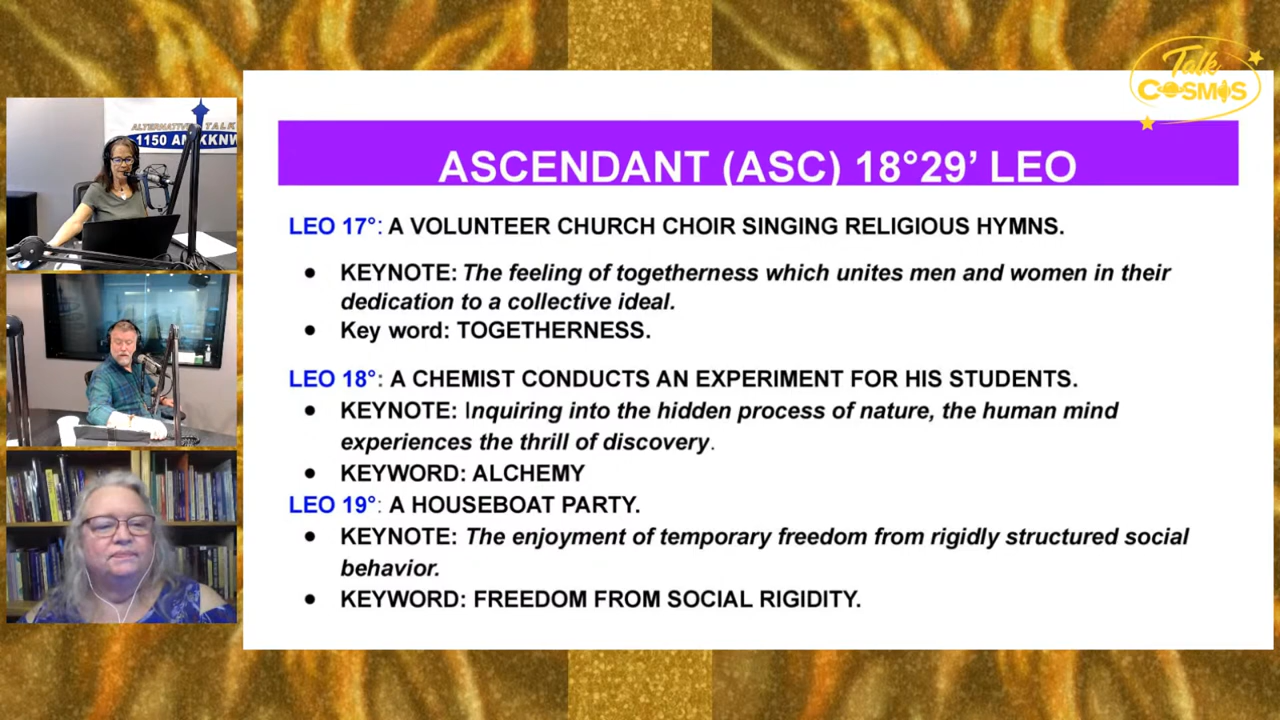 Talk
COSMOS
ALTERNATIVE TALK
1150 AM KKNW
ASCENDANT (ASC) 18°29’ LEO
LEO 17°: A VOLUNTEER CHURCH CHOIR SINGING RELIGIOUS HYMNS.
● KEYNOTE: The feeling of togetherness which unites men and women in their
dedication to a collective ideal.
● Key word: TOGETHERNESS.
LEO 18°: A CHEMIST CONDUCTS AN EXPERIMENT FOR HIS STUDENTS.
● KEYNOTE: Inquiring into the hidden process of nature, the human mind
experiences the thrill of discovery.
● KEYWORD: ALCHEMY
LEO 19°: A HOUSEBOAT PARTY.
● KEYNOTE: The enjoyment of temporary freedom from rigidly structured social
behavior.
● KEYWORD: FREEDOM FROM SOCIAL RIGIDITY.